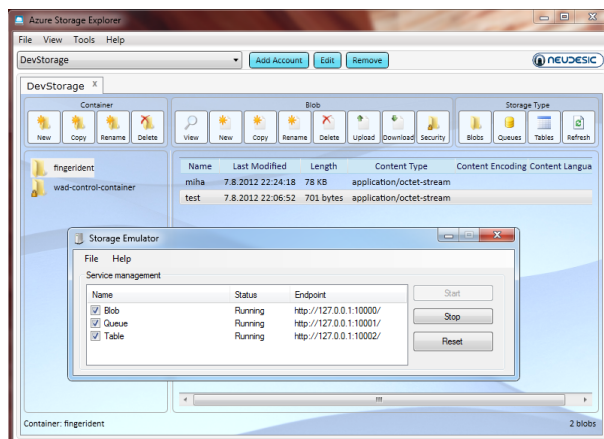 Azure Storage Explorer
File View Tools Help
DevStorage Add Account Edit Remove NEUDESIC
DevStorage X
Container Blob Storage Type
New Copy Rename Delete View New Copy Rename Delete Upload Download Security Blobs Queues Tables Refresh
fingerident
wad-control-container
Name Last Modified Length Content Type Content Encoding Content Langua
miha 7.8.2012 22:24:18 78 KB application/octet-stream
test 7.8.2012 22:06:52 701 bytes application/octet-stream
Storage Emulator
File Help
Service management
Name Status Endpoint
Blob Running http://127.0.0.1:10000/
Queue Running http://127.0.0.1:10001/
Table Running http://127.0.0.1:10002/
Start
Stop
Reset
Container: fingerident 2 blobs